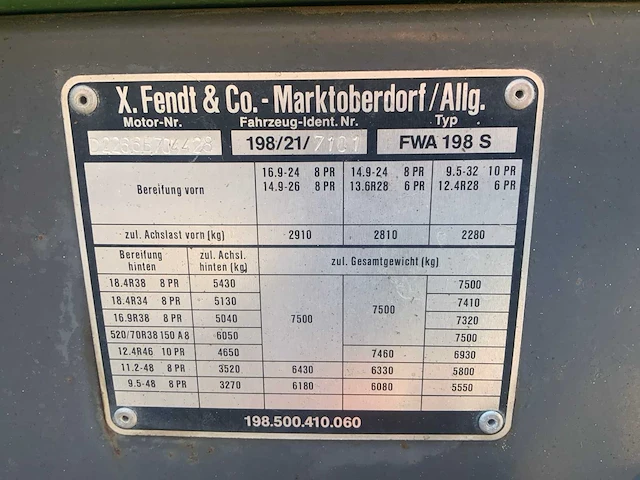 X. Fendt & Co. - Marktoberdorf/Allg.
Motor-Nr. Fahrzeug-Ident. Nr. Typ
198/21/7101 FWA 198 S
Bereifung vorn 16.9-24 8 PR 14.9-24 8 PR 9.5-32 10 PR
14.9-26 8 PR 13.6R28 6 PR 12.4R28 6 PR
zul. Achslast vorn (kg) 2910 2810 2280
Bereifung hinten zul. Achsl. hinten (kg) zul. Gesamtgewicht (kg)
18.4R38 8 PR 5430 7500 7500 7500
18.4R34 8 PR 5130 7410
16.9R38 8 PR 5040 7320
520/70R38 150 A8 6050 7500
12.4R46 10 PR 4650 7460 6930
11.2-48 8 PR 3520 6430 6330 5800
9.5-48 8 PR 3270 6180 6080 5550
198.500.410.060